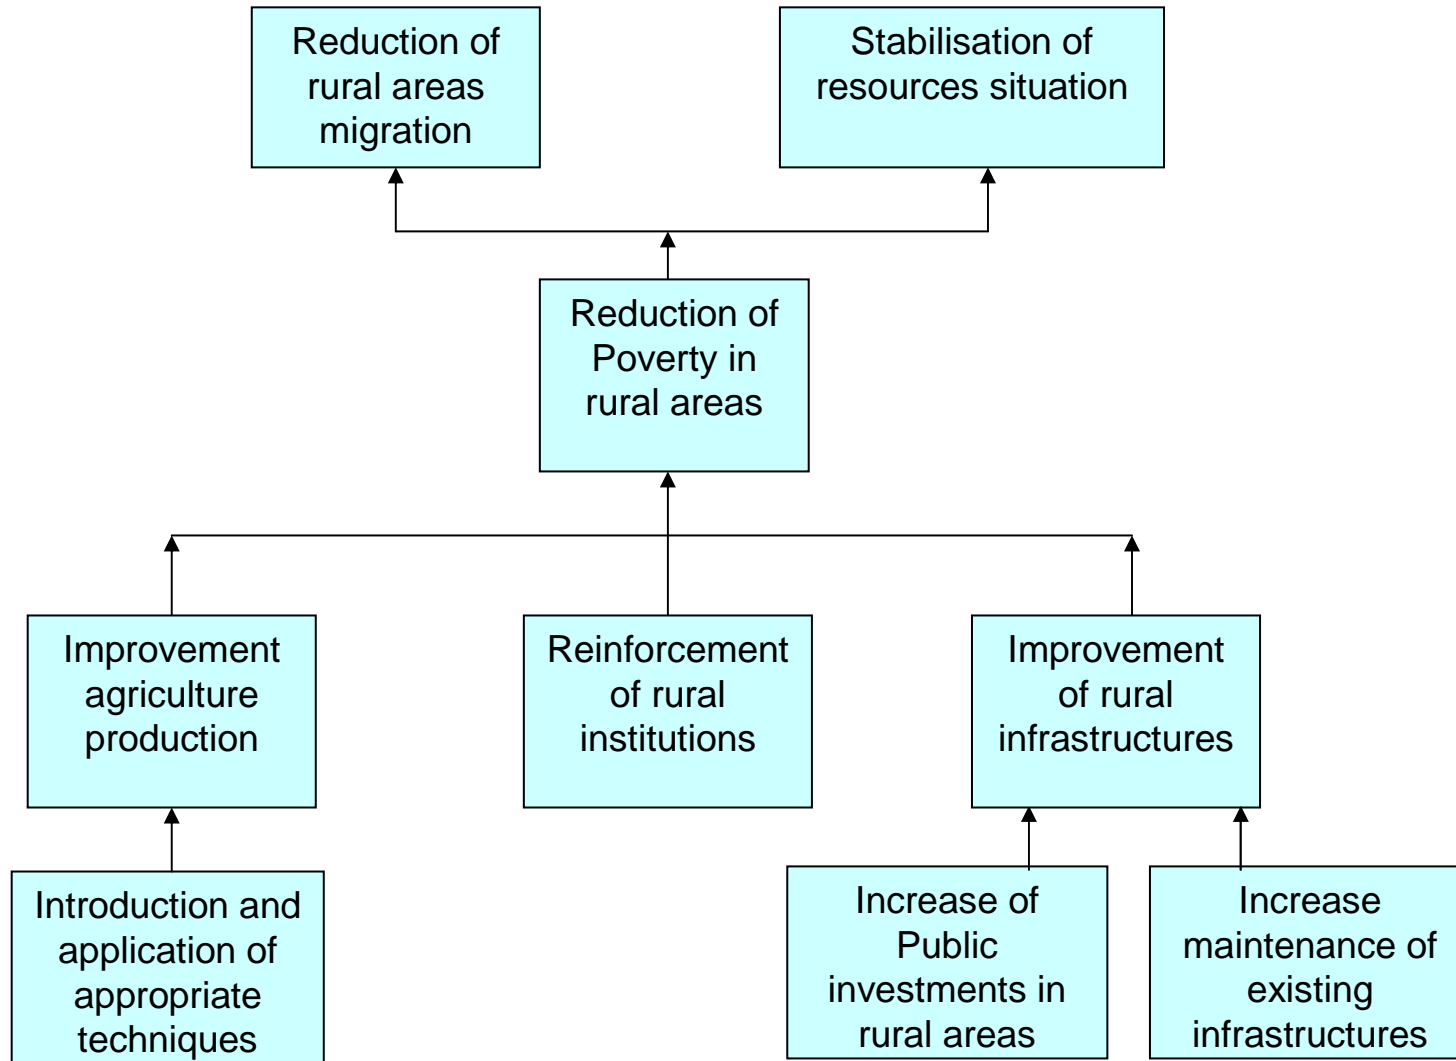 Reduction of
rural areas
migration
Stabilisation of
resources situation
Reduction of
Poverty in
rural areas
Improvement
agriculture
production
Reinforcement
of rural
institutions
Improvement
of rural
infrastructures
Introduction and
application of
appropriate
techniques
Increase of
Public
investments in
rural areas
Increase
maintenance of
existing
infrastructures